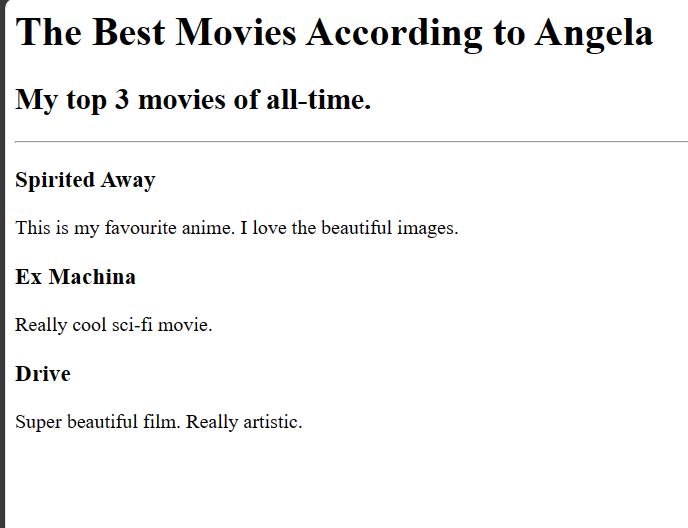 The Best Movies According to Angela
My top 3 movies of all-time.
Spirited Away
This is my favourite anime. I love the beautiful images.
Ex Machina
Really cool sci-fi movie.
Drive
Super beautiful film. Really artistic.